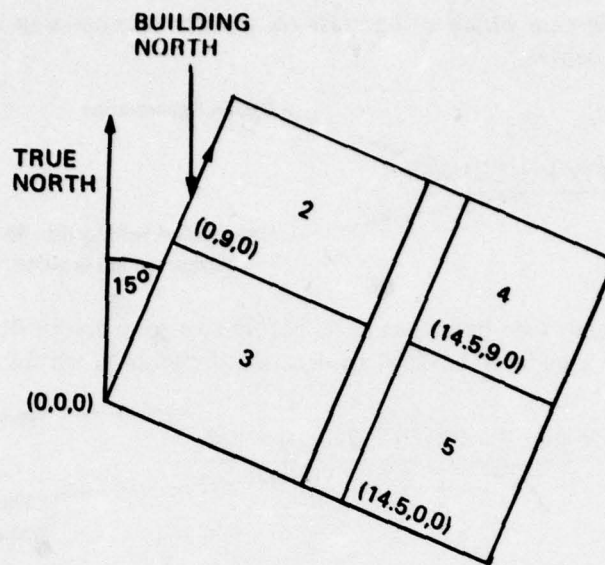 BUILDING
NORTH
TRUE
NORTH
2
(0,9,0)
15°
4
(14.5,9,0)
3
(0,0,0)
5
(14.5,0,0)